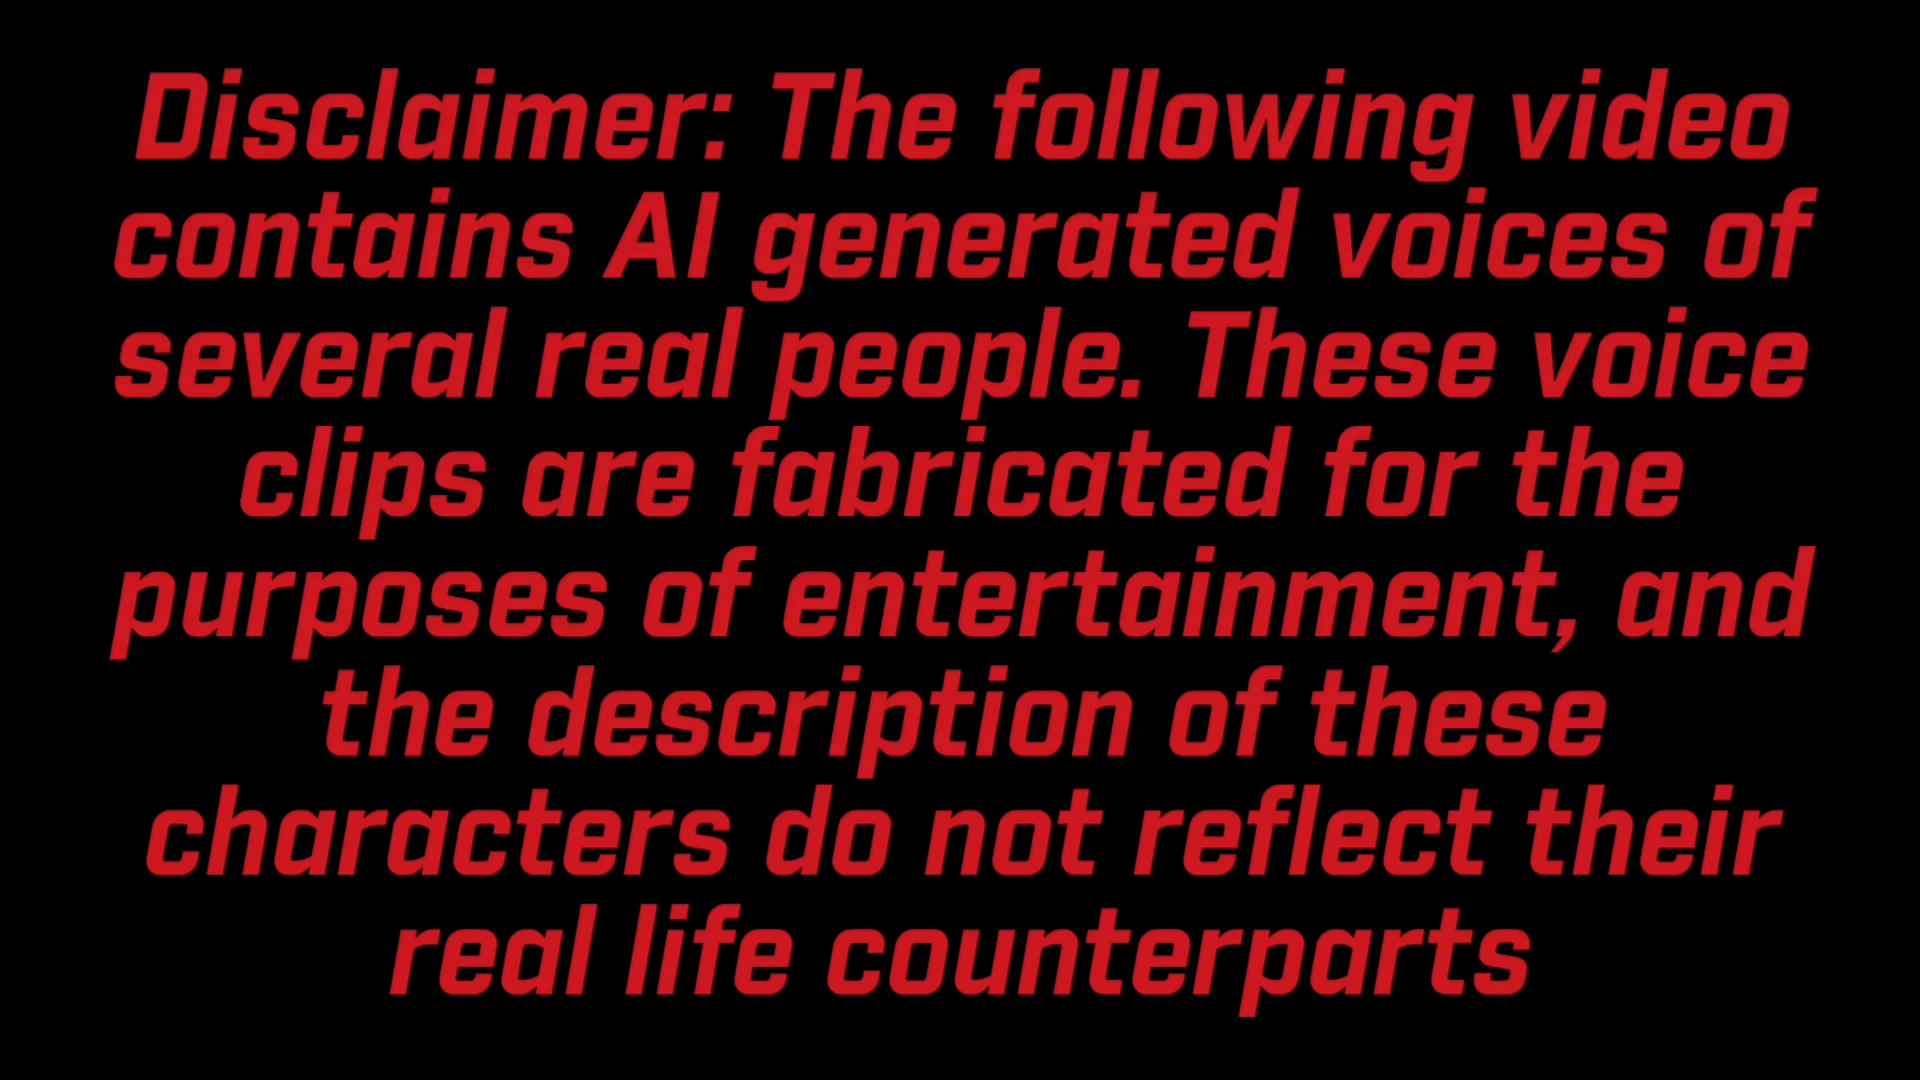 Disclaimer: The following video
contains AI generated voices of
several real people. These voice
clips are fabricated for the
purposes of entertainment, and
the description of these
characters do not reflect their
real life counterparts